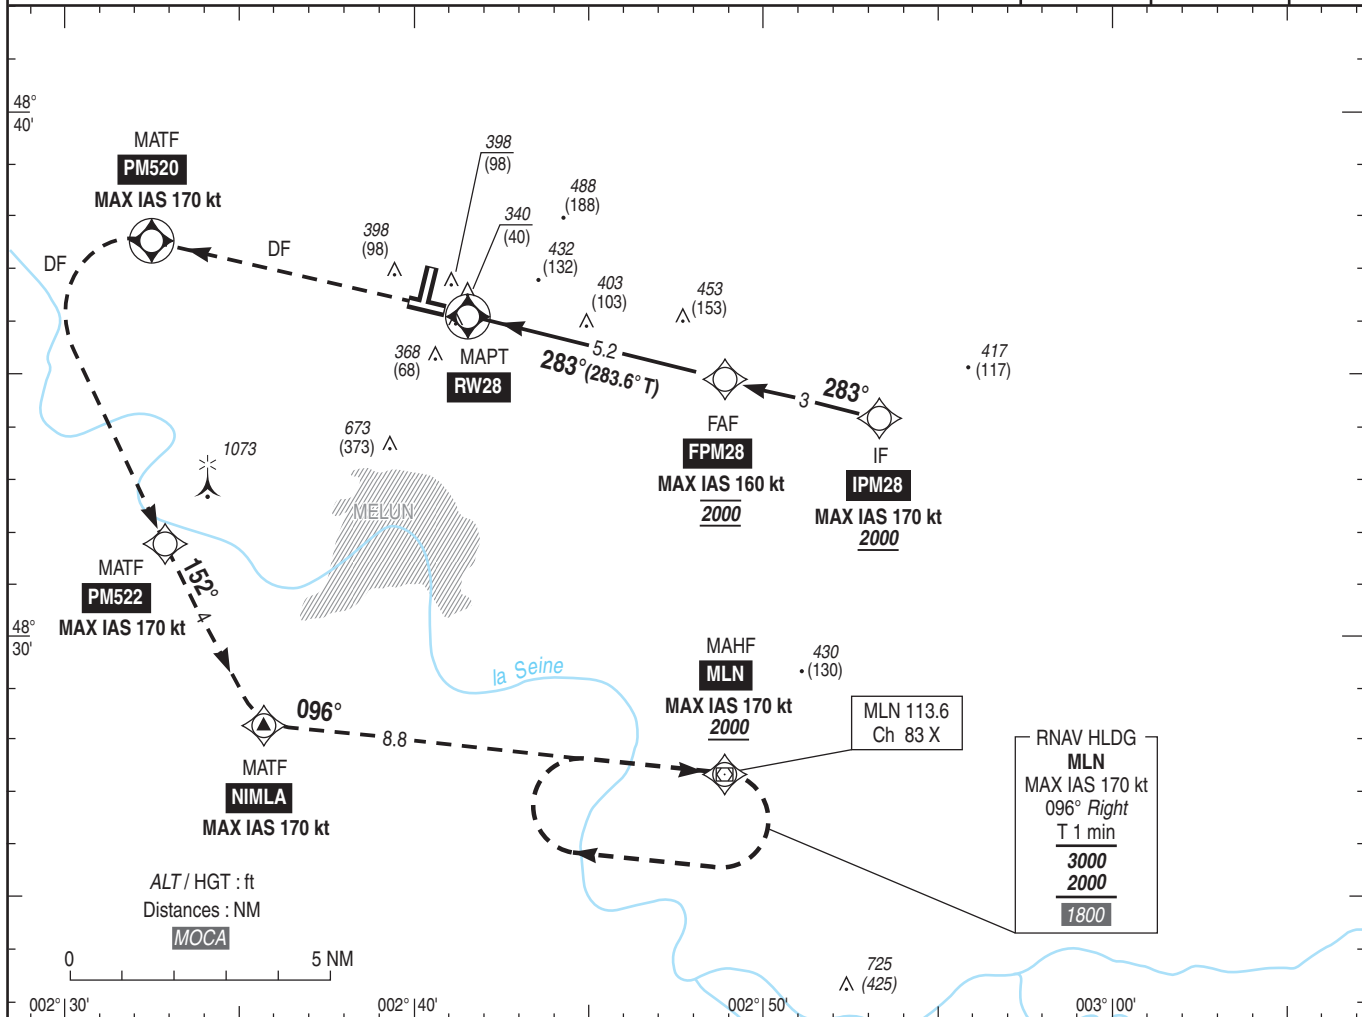 48°
40'
MATF
PM520
MAX IAS 170 kt
DF
DF
398
(98)
488
(188)
340
(40)
398
(98)
432
(132)
403
(103)
453
(153)
417
(117)
368
(68)
MAPT
RW28
5.2
283°(283.6°T)
3
283°
FAF
FPM28
MAX IAS 160 kt
2000
IF
IPM28
MAX IAS 170 kt
2000
673
(373)
1073
MELUN
MATF
PM522
MAX IAS 170 kt
152°
4
48°
30'
la Seine
MAHF
MLN
MAX IAS 170 kt
2000
430
(130)
MLN 113.6
Ch 83 X
096°
8.8
MATF
NIMLA
MAX IAS 170 kt
RNAV HLDG
MLN
MAX IAS 170 kt
096° Right
T 1 min
3000
2000
1800
ALT / HGT : ft
Distances : NM
MOCA
0
5 NM
725
(425)
002° 30'
002° 40'
002° 50'
003° 00'